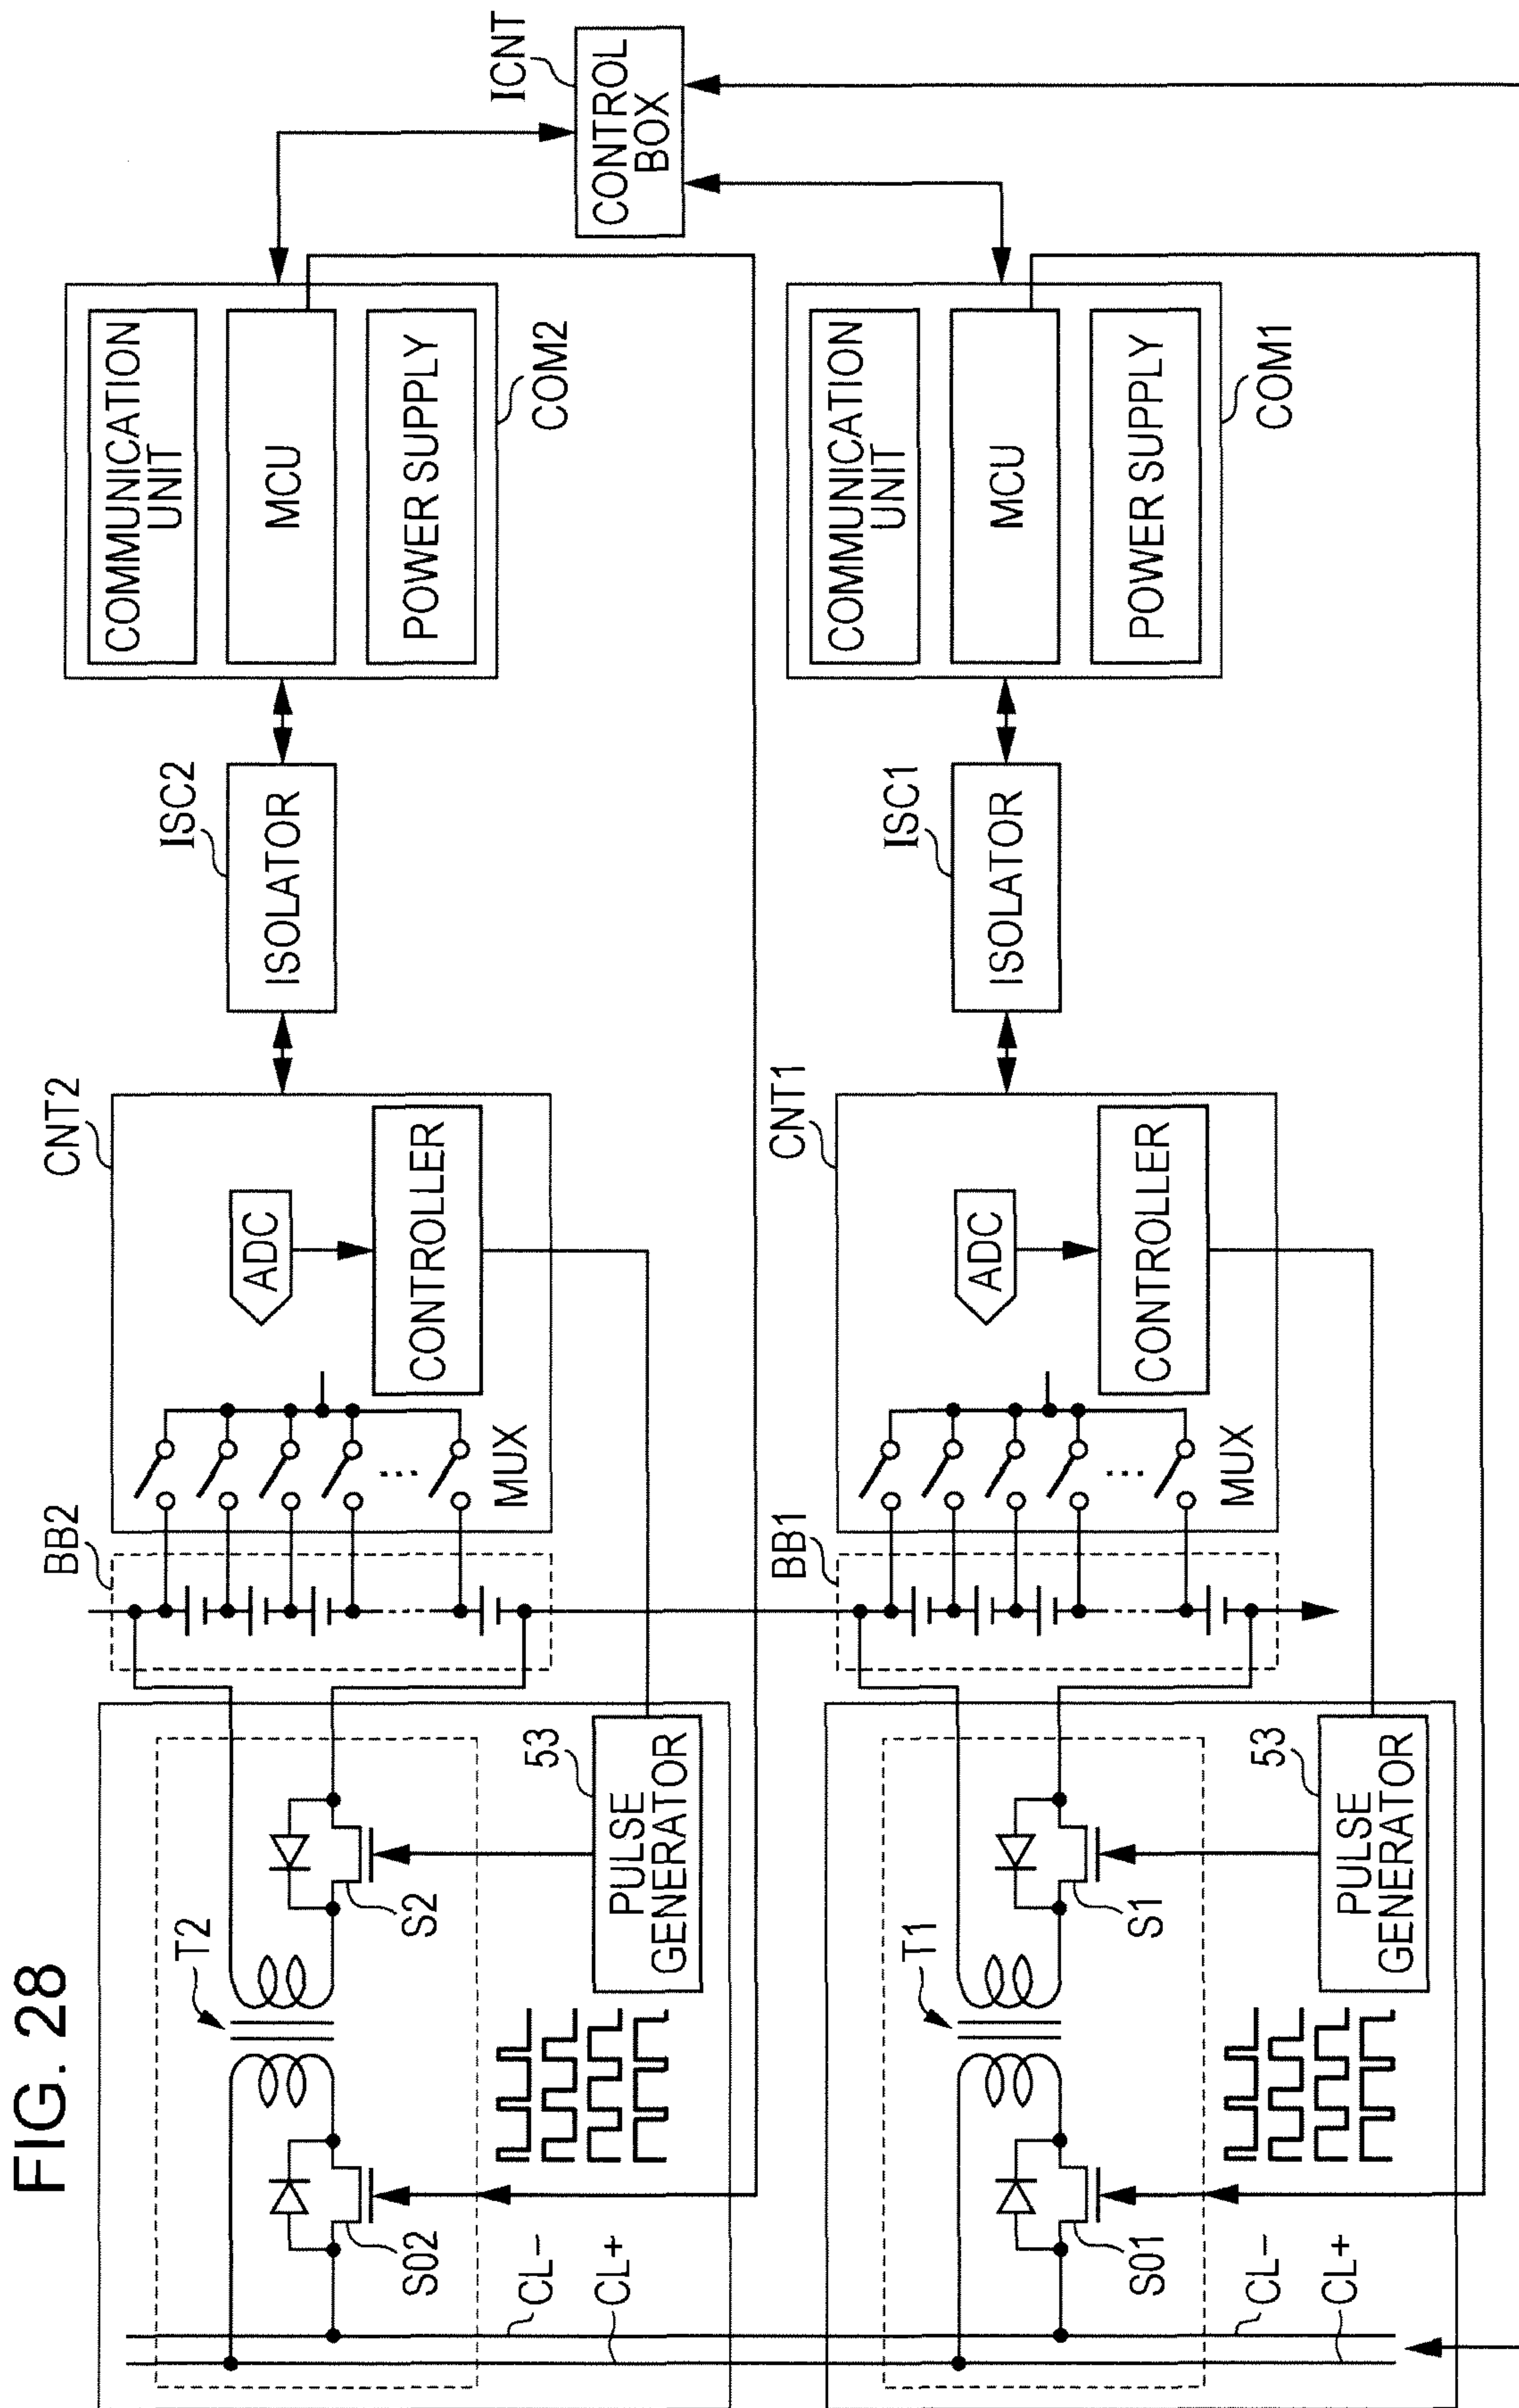 FIG. 28
T2
S02
S2
CL-
CL+
53
PULSE
GENERATOR
BB2
MUX
CNT2
ADC
CONTROLLER
ISC2
ISOLATOR
COMMUNICATION
UNIT
MCU
POWER SUPPLY
COM2
ICNT
CONTROL
BOX
T1
S01
S1
CL-
CL+
53
PULSE
GENERATOR
BB1
MUX
CNT1
ADC
CONTROLLER
ISC1
ISOLATOR
COMMUNICATION
UNIT
MCU
POWER SUPPLY
COM1